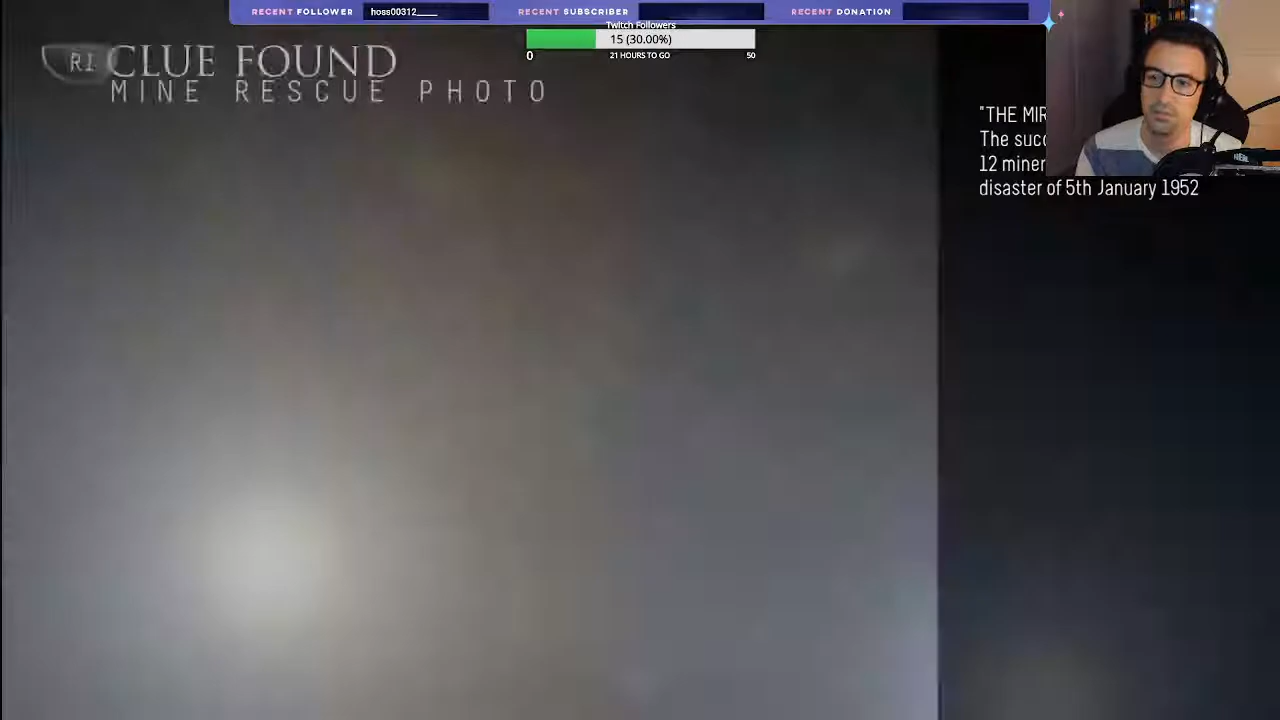 RECENT FOLLOWER hoss00312____ RECENT SUBSCRIBER RECENT DONATION
Twitch Followers
15 (30.00%)
0 21 HOURS TO GO 50
R1 CLUE FOUND
MINE RESCUE PHOTO
"THE MIR
The succ
12 miner
disaster of 5th January 1952